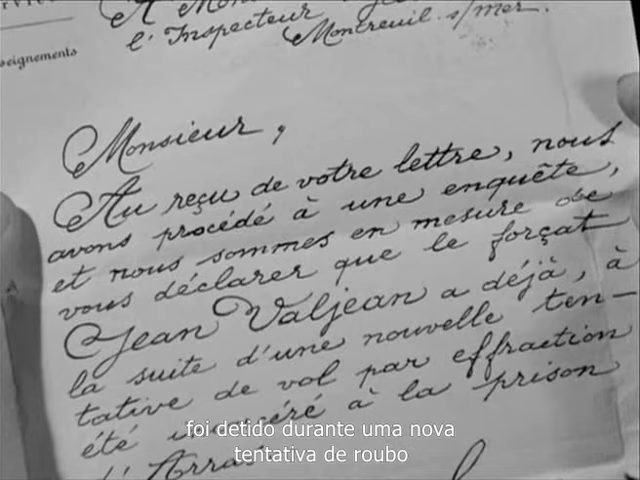 l'Inspecteur
Montreuil s/mer.
seignements
Monsieur,
Au reçu de votre lettre, nous
avons procédé à une enquête,
et nous sommes en mesure de
vous déclarer que le forçat
Jean Valjean a déjà, à
la suite d'une nouvelle ten-
tative de vol par effraction
été incarcéré à la prison
d'Arras
foi detido durante uma nova
tentativa de roubo